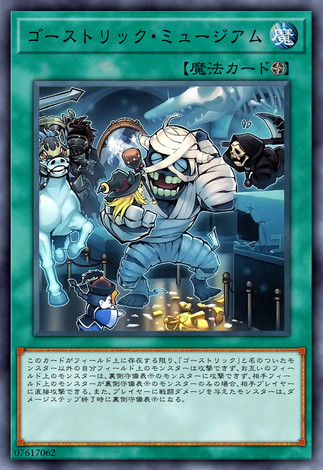 ゴーストリック・ミュージアム
魔
【魔法カード】
このカードがフィールド上に存在する限り、「ゴーストリック」と名のついた
モンスター以外の自分フィールド上のモンスターは攻撃できず、お互いのフィ
ールド上のモンスターは、裏側守備表示のモンスターに攻撃できず、相手フィー
ルド上のモンスターが裏側守備表示のモンスターのみの場合、相手プレイヤー
に直接攻撃できる。また、プレイヤーに戦闘ダメージを与えたモンスターは、ダ
メージステップ終了時に裏側守備表示になる。
07617062